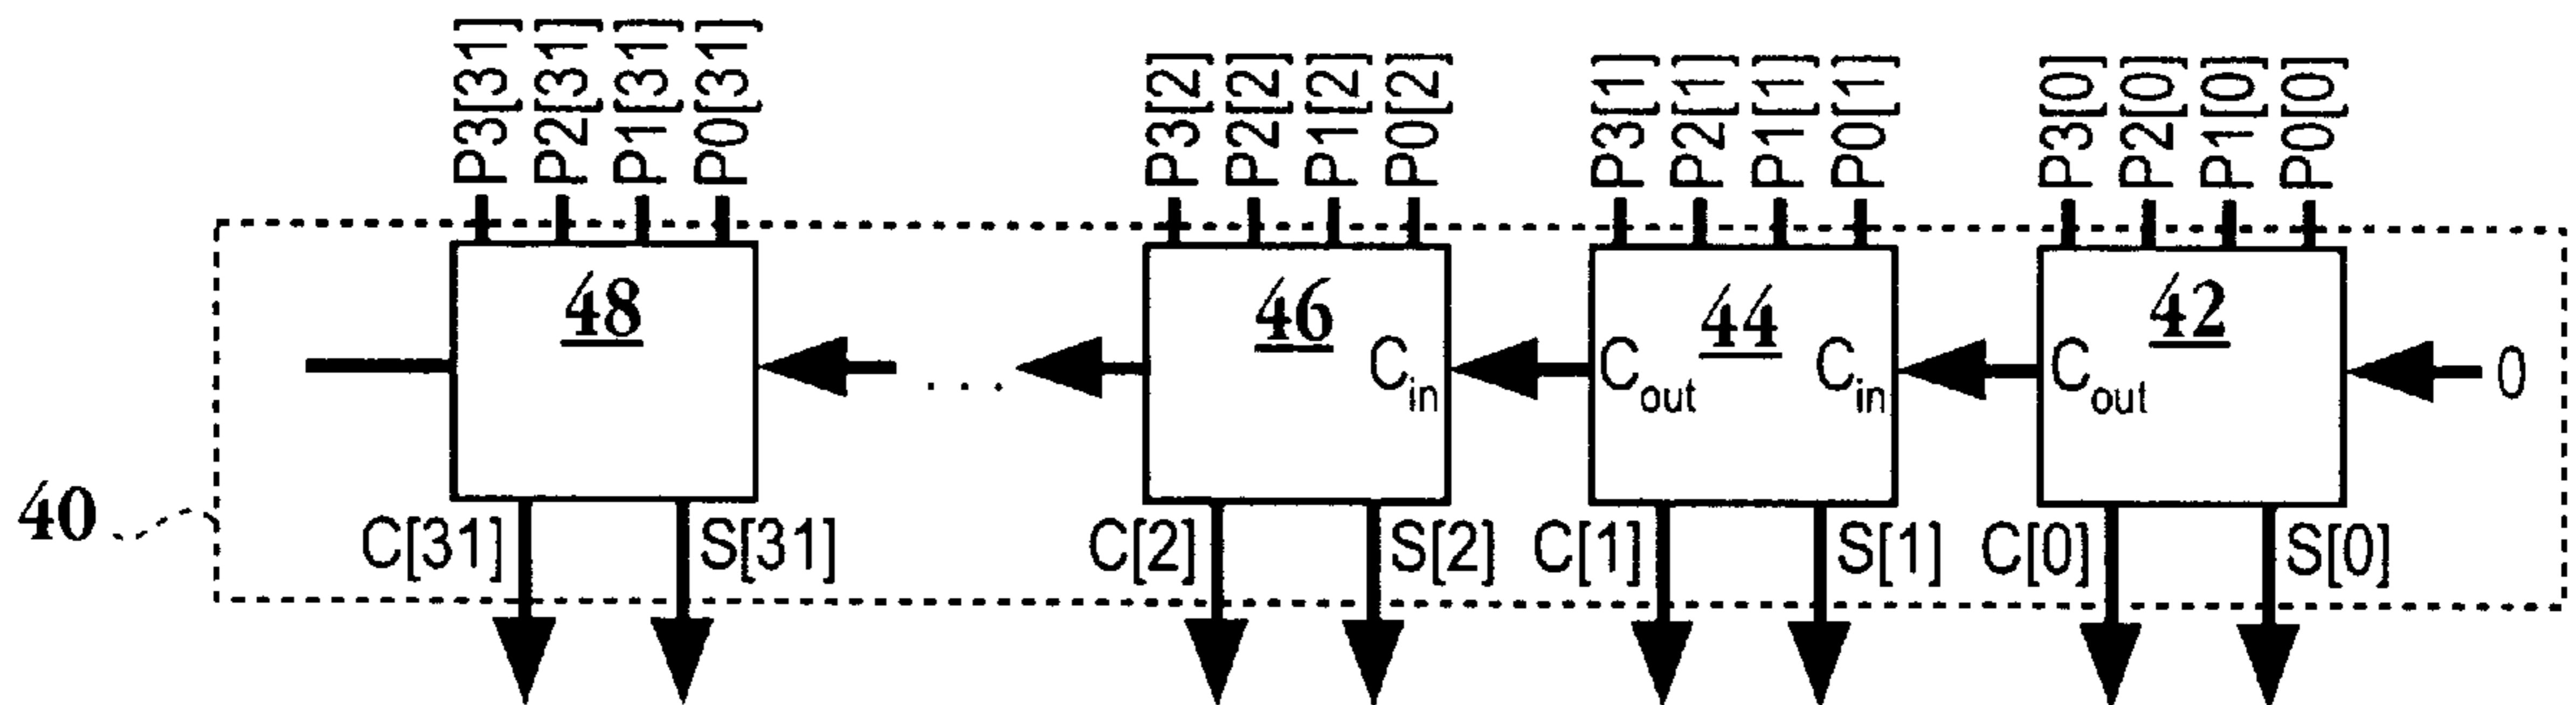 P3[31] P2[31] P1[31] P0[31] P3[2] P2[2] P1[2] P0[2] P3[1] P2[1] P1[1] P0[1] P3[0] P2[0] P1[0] P0[0]
48 46 44 42
. . . Cin Cout Cin Cout 0
40
C[31] S[31] C[2] S[2] C[1] S[1] C[0] S[0]